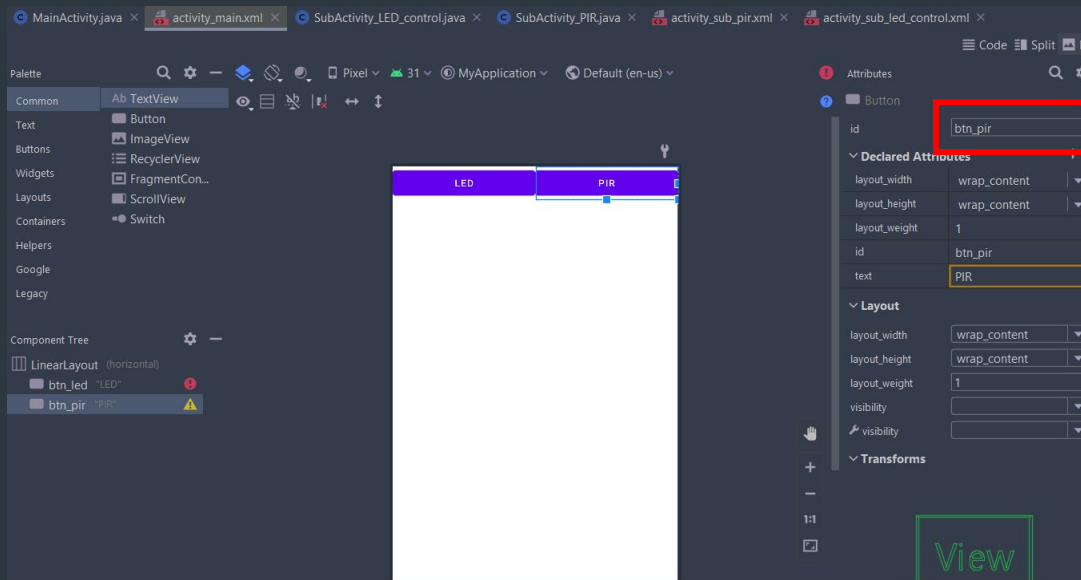 MainActivity.java × activity_main.xml × SubActivity_LED_control.java × SubActivity_PIR.java × activity_sub_pir.xml × activity_sub_led_control.xml ×
Code Split
Palette
Pixel 31 MyApplication Default (en-us)
Attributes
Common
Text
Buttons
Widgets
Layouts
Containers
Helpers
Google
Legacy
Ab TextView
Button
ImageView
RecyclerView
FragmentCon...
ScrollView
Switch
LED PIR
Component Tree
LinearLayout (horizontal)
btn_led "LED"
btn_pir "PIR"
1:1
Button
id btn_pir
Declared Attributes
layout_width wrap_content
layout_height wrap_content
layout_weight 1
id btn_pir
text PIR
Layout
layout_width wrap_content
layout_height wrap_content
layout_weight 1
visibility
visibility
Transforms
View